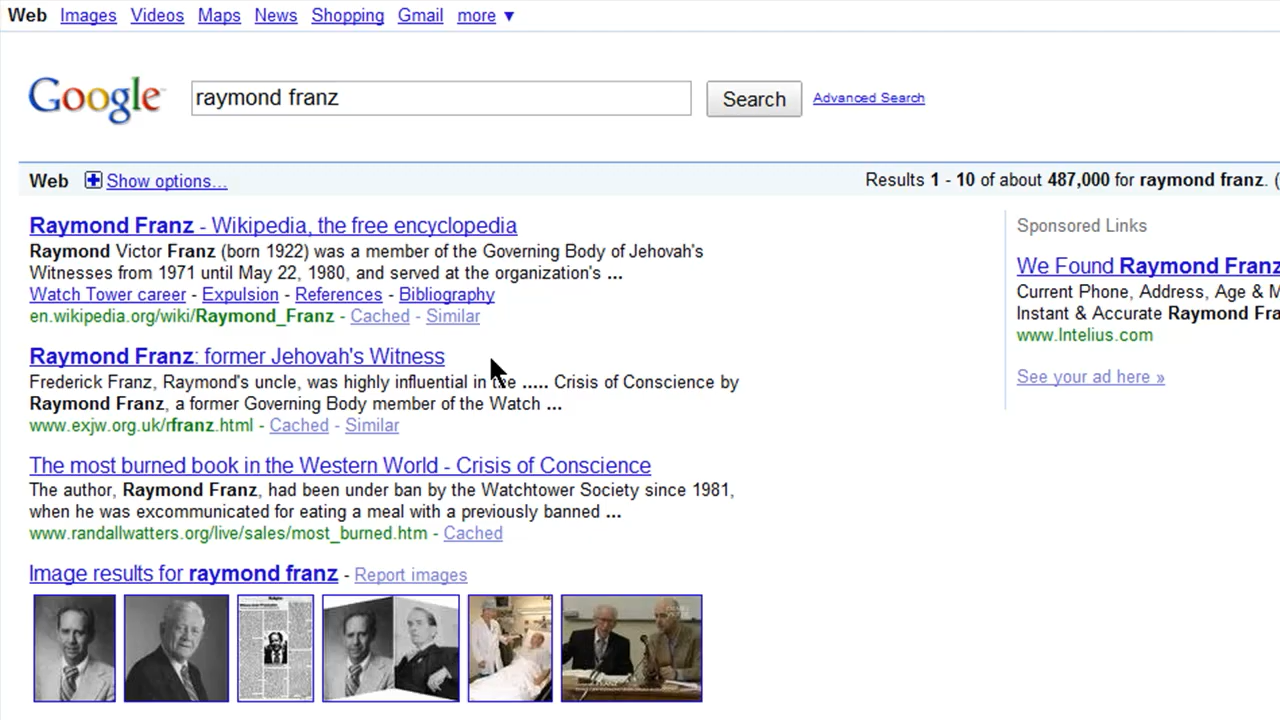 Web Images Videos Maps News Shopping Gmail more ▼
Google
raymond franz
Search
Advanced Search
Web Show options...
Results 1 - 10 of about 487,000 for raymond franz. (
Raymond Franz - Wikipedia, the free encyclopedia
Raymond Victor Franz (born 1922) was a member of the Governing Body of Jehovah's
Witnesses from 1971 until May 22, 1980, and served at the organization's ...
Watch Tower career - Expulsion - References - Bibliography
en.wikipedia.org/wiki/Raymond_Franz - Cached - Similar
Raymond Franz: former Jehovah's Witness
Frederick Franz, Raymond's uncle, was highly influential in the ..... Crisis of Conscience by
Raymond Franz, a former Governing Body member of the Watch ...
www.exjw.org.uk/rfranz.html - Cached - Similar
The most burned book in the Western World - Crisis of Conscience
The author, Raymond Franz, had been under ban by the Watchtower Society since 1981,
when he was excommunicated for eating a meal with a previously banned ...
www.randallwatters.org/live/sales/most_burned.htm - Cached
Image results for raymond franz - Report images
Sponsored Links
We Found Raymond Franz
Current Phone, Address, Age & M
Instant & Accurate Raymond Fra
www.Intelius.com
See your ad here »